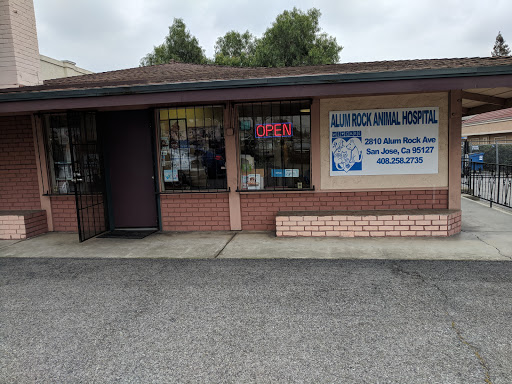 OPEN
ALUM ROCK ANIMAL HOSPITAL
2810 Alum Rock Ave
San Jose, Ca 95127
408.258.2735